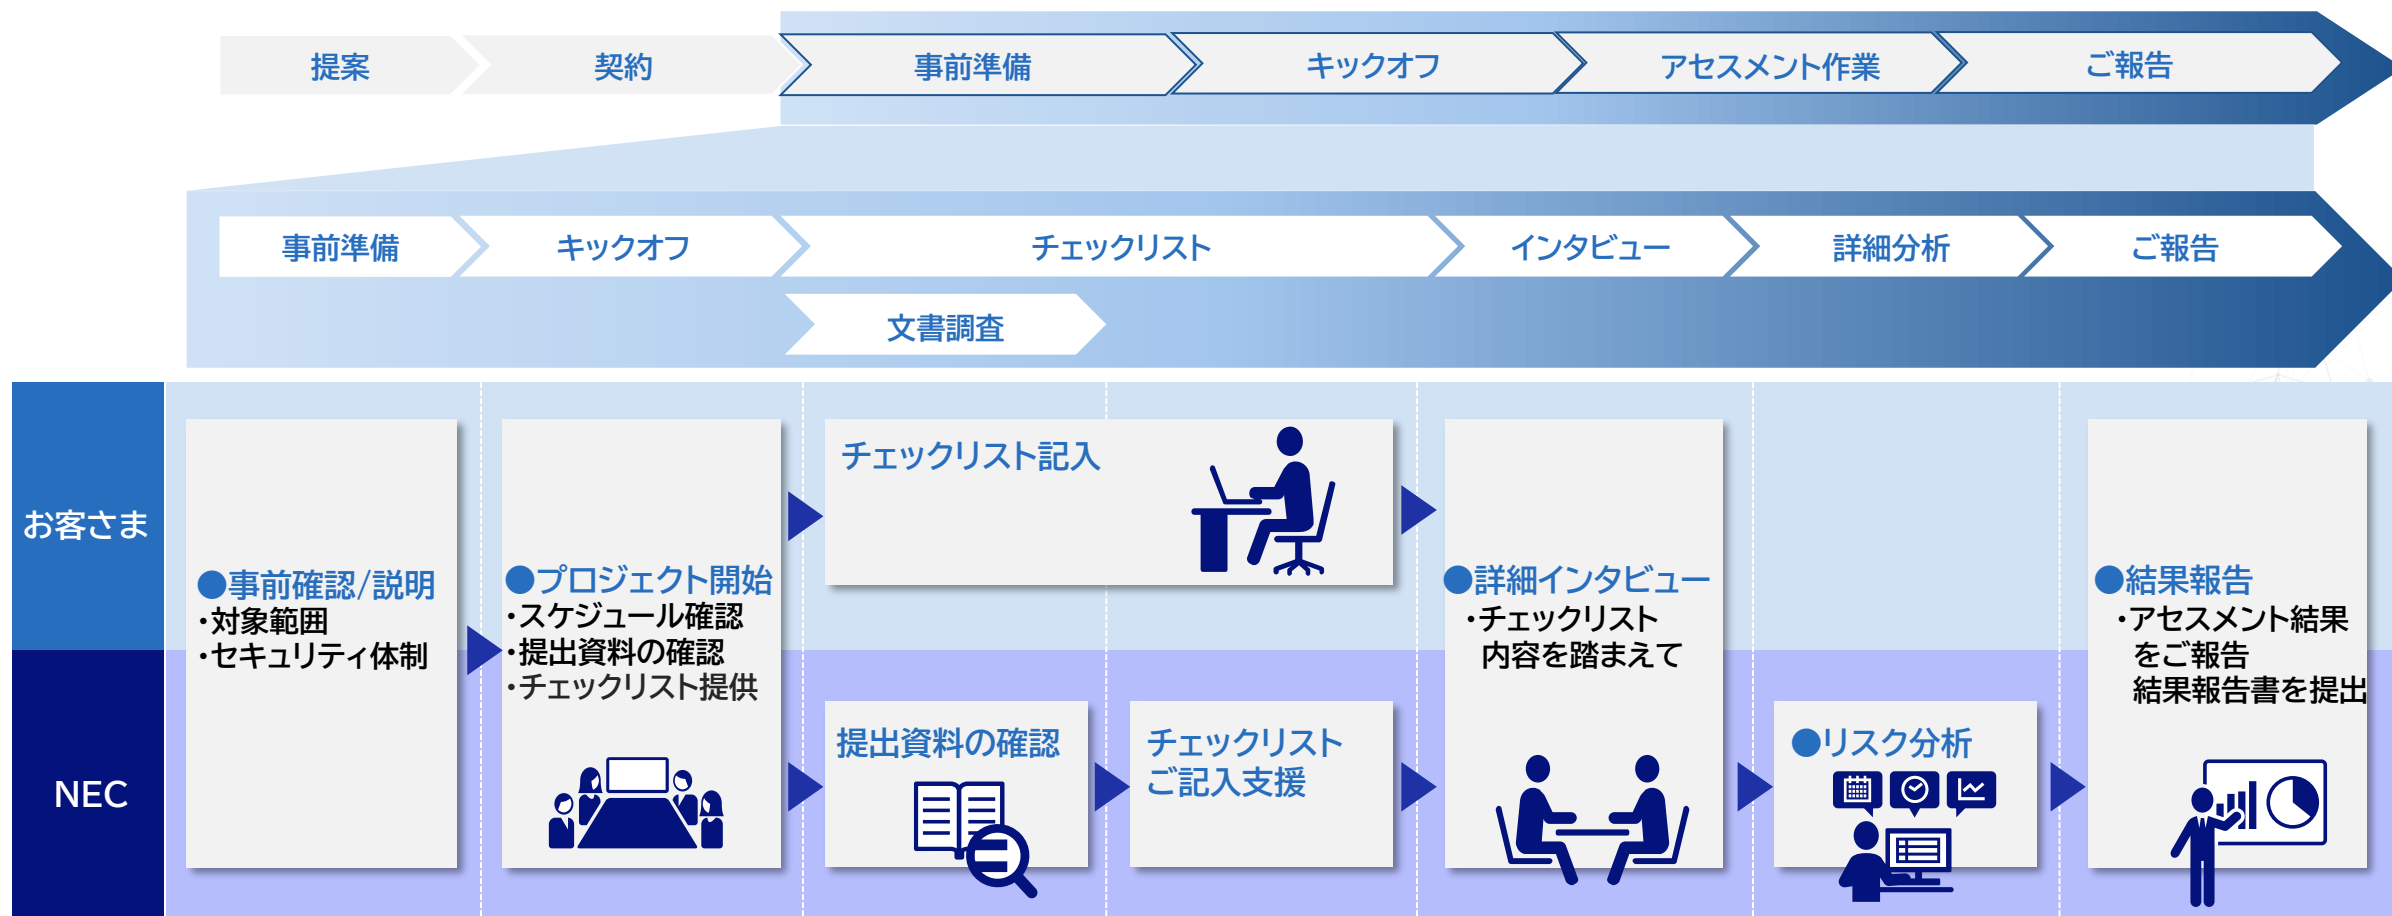 提案
契約
事前準備
キックオフ
アセスメント作業
ご報告
事前準備
キックオフ
チェックリスト
インタビュー
詳細分析
ご報告
文書調査
お客さま
NEC
●事前確認/説明
・対象範囲
・セキュリティ体制
●プロジェクト開始
・スケジュール確認
・提出資料の確認
・チェックリスト提供
チェックリスト記入
提出資料の確認
チェックリスト
ご記入支援
●詳細インタビュー
・チェックリスト
内容を踏まえて
●リスク分析
●結果報告
・アセスメント結果
をご報告
結果報告書を提出